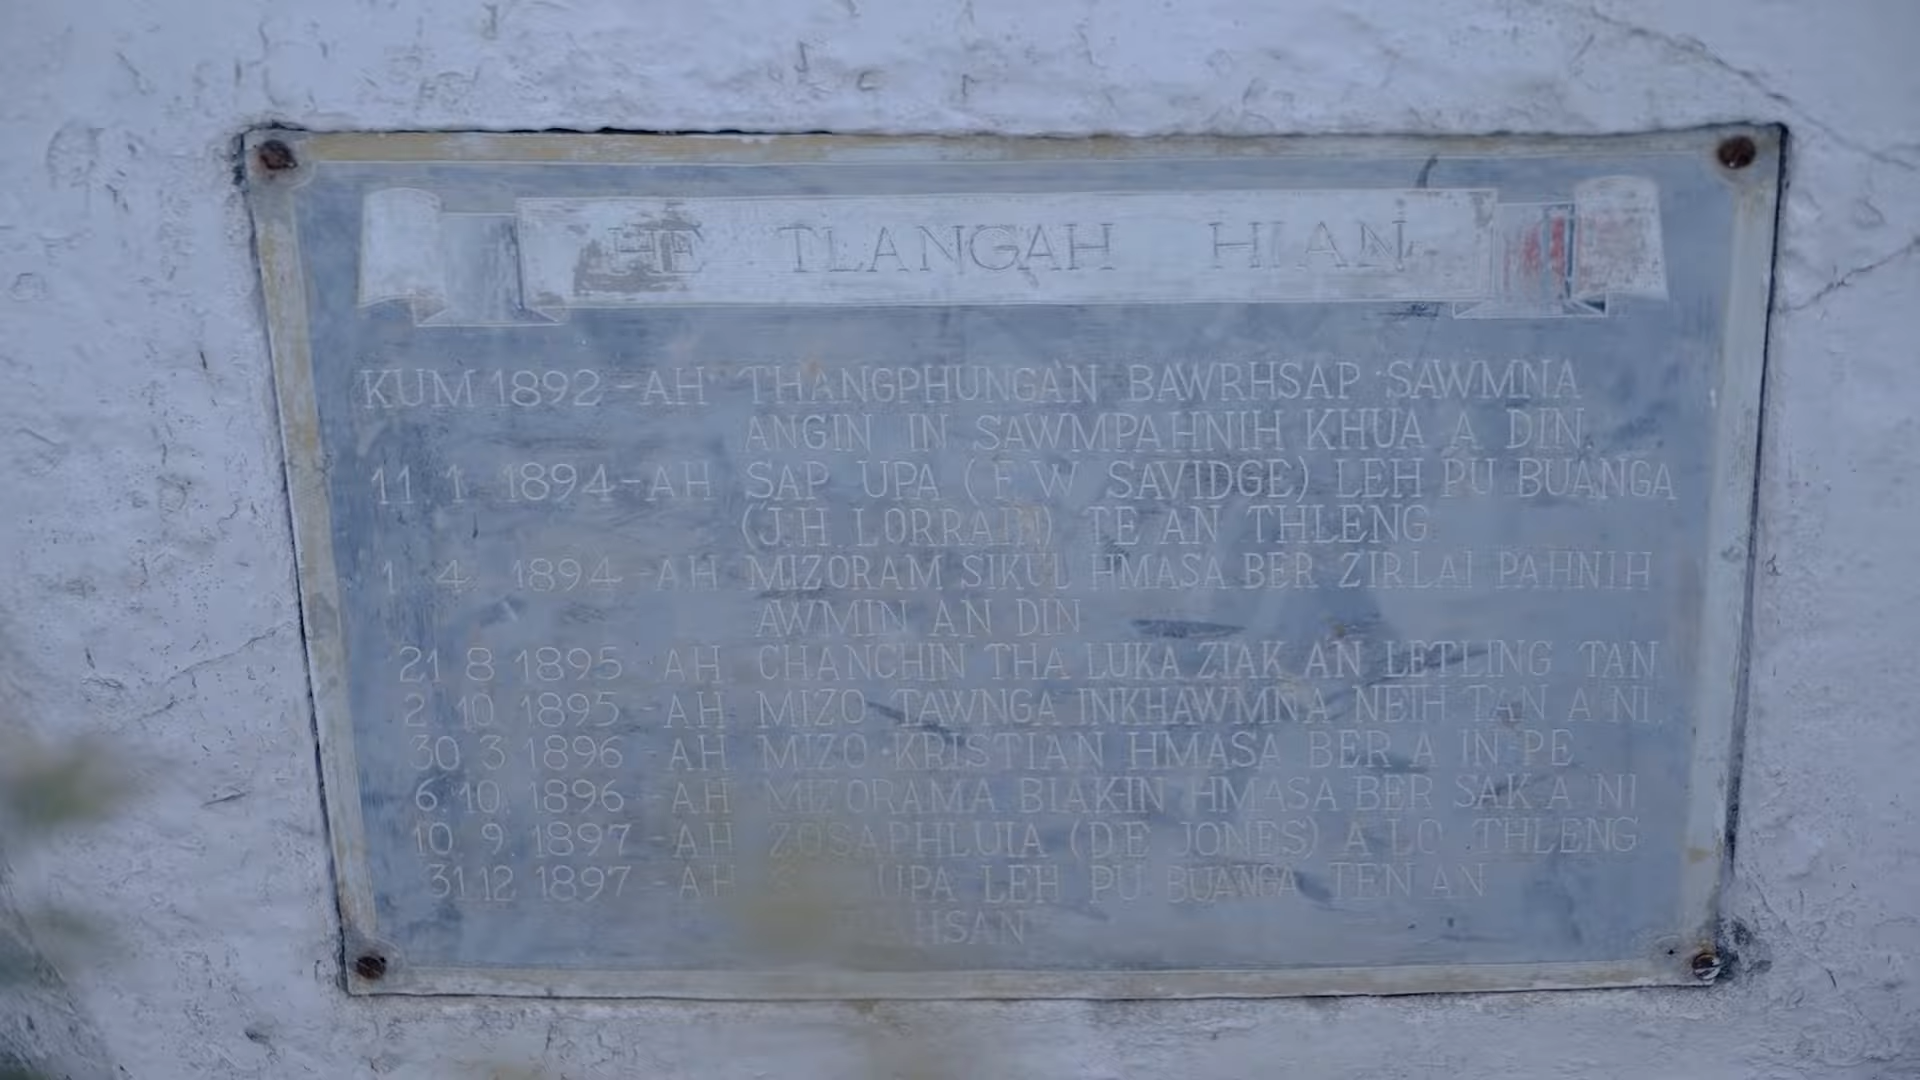 HE TLANGAH HIAN
KUM 1892 -AH THANGPHUNGAN BAWRHSAP SAWMNA
ANGIN IN SAWMPAHNIH KHUA A DIN
11 1 1894-AH SAP UPA (F W SAVIDGE) LEH PU BUANGA
(J.H. LORRAIN) TE AN THLENG
1 4 1894-AH MIZORAM SIKUL HMASA BER ZIRLAI PAHNIH
AWMIN AN DIN
21 8 1895 -AH CHANCHIN THA LUKA ZIAK AN LETLING TAN
2 10 1895 -AH MIZO TAWNGA INKHAWMNA NEIH TAN A NI
30 3 1896 -AH MIZO KRISTIAN HMASA BER A IN PE
6 10 1896 -AH MIZORAMA BIAKIN HMASA BER SAK A NI
10 9 1897 -AH ZOSAPHLUIA (D.E JONES) A LO THLENG
31.12 1897 -AH UPA LEH PU BUANGA TEN AN